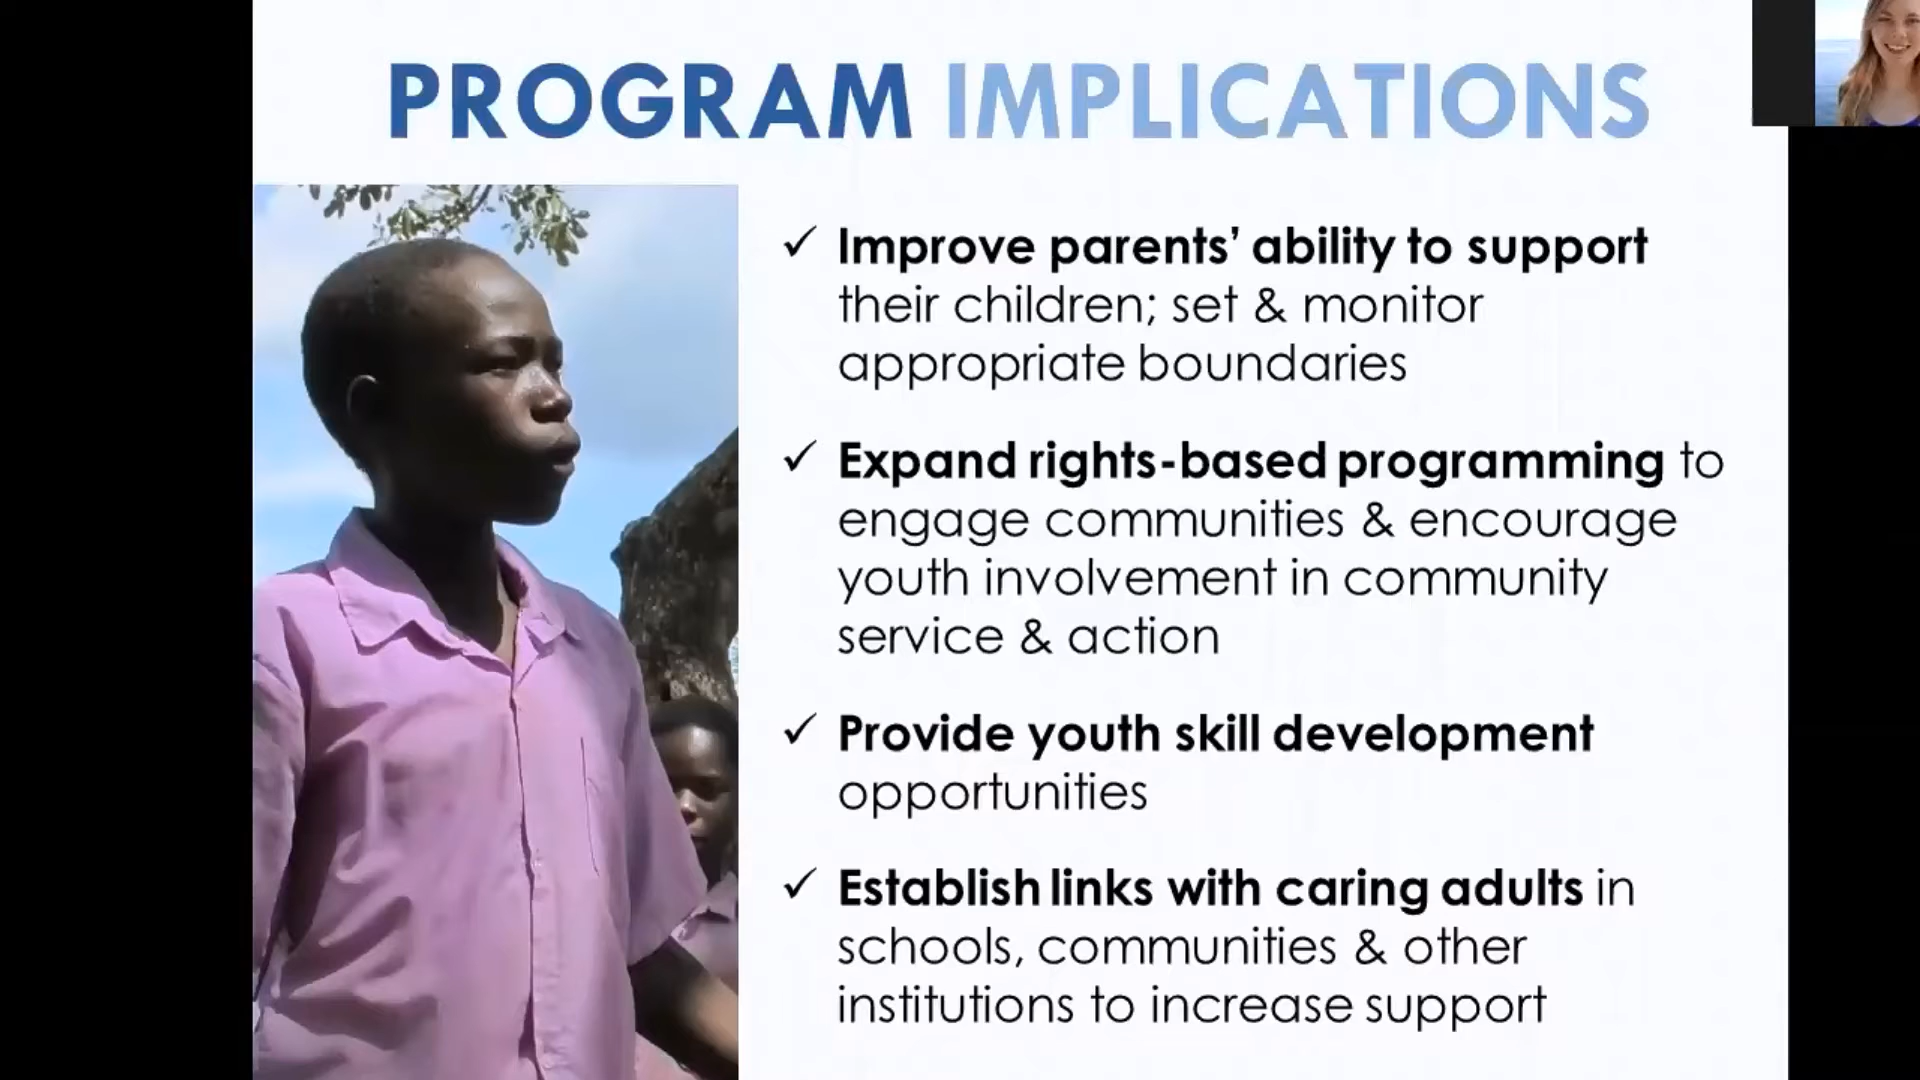 PROGRAM IMPLICATIONS
✓ Improve parents’ ability to support
their children; set & monitor
appropriate boundaries
✓ Expand rights-based programming to
engage communities & encourage
youth involvement in community
service & action
✓ Provide youth skill development
opportunities
✓ Establish links with caring adults in
schools, communities & other
institutions to increase support